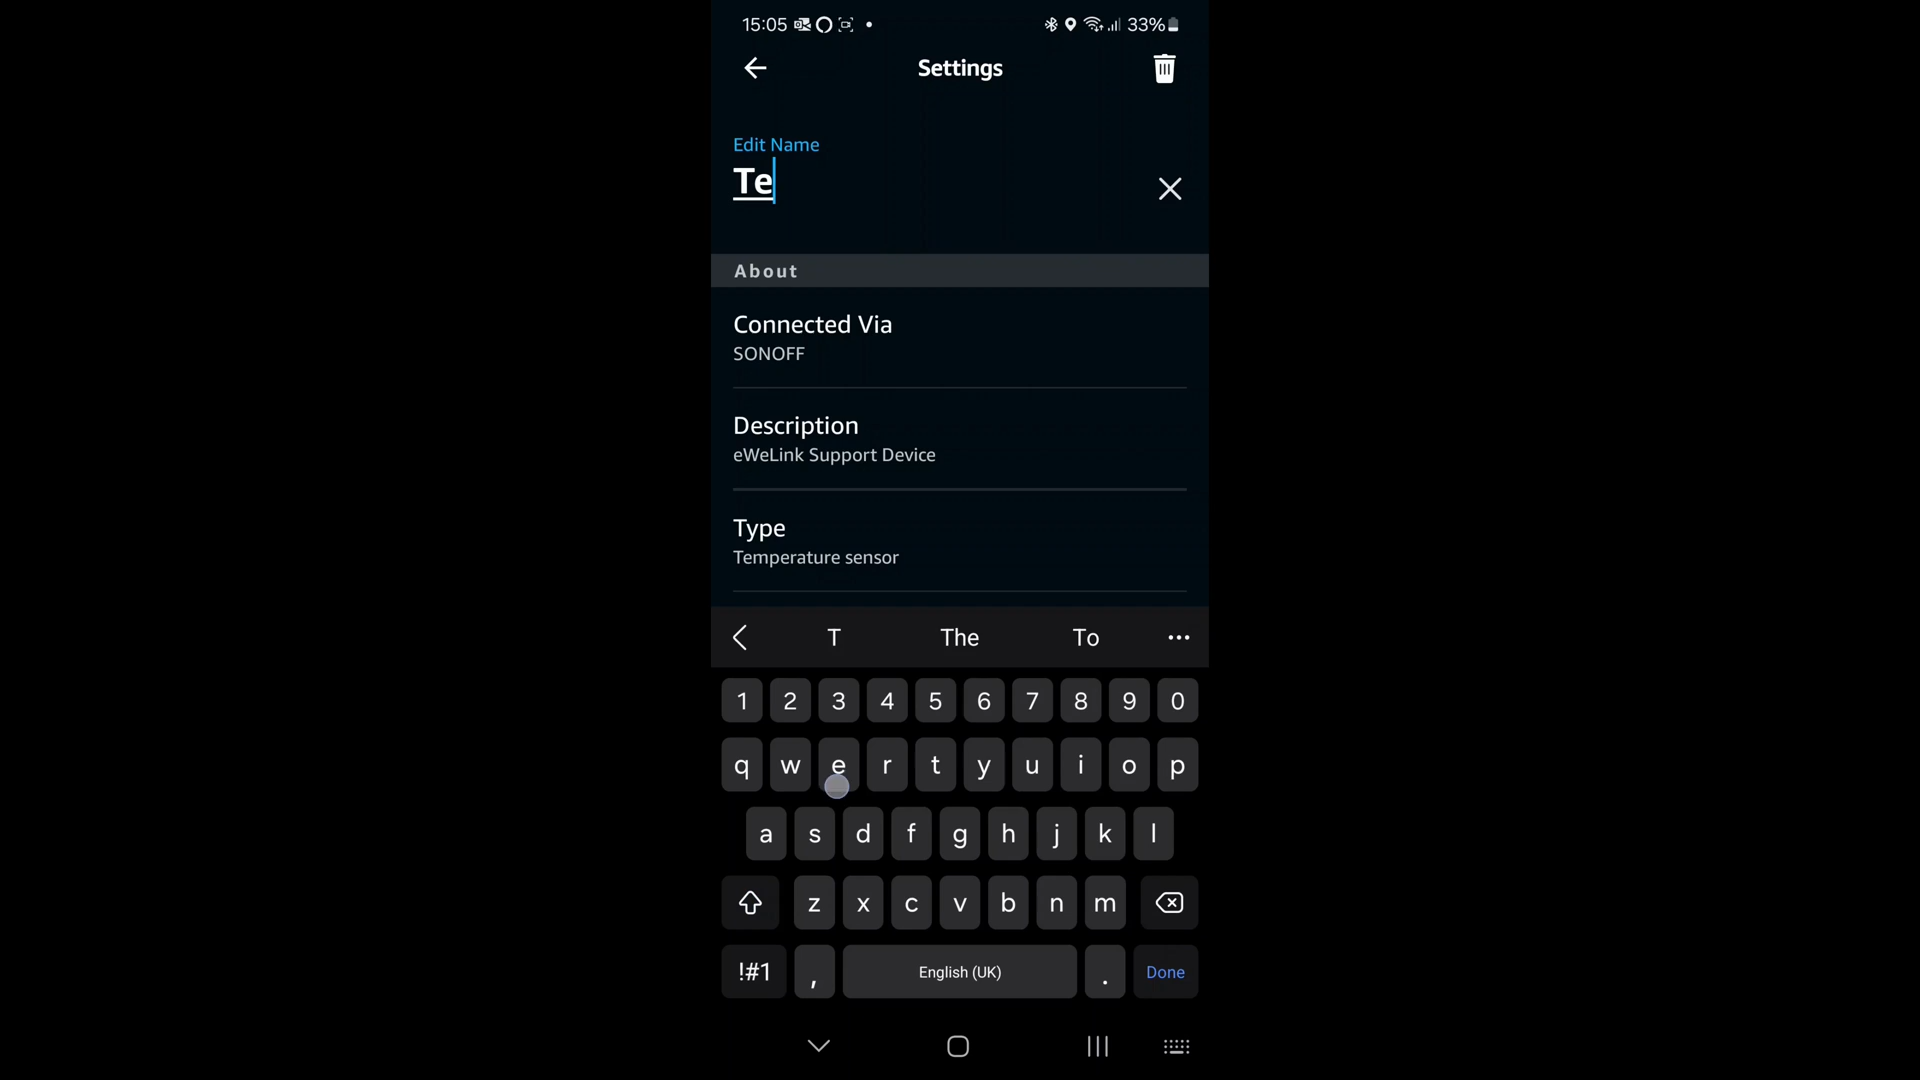 15:05 33%
Settings
Edit Name
Te
About
Connected Via
SONOFF
Description
eWeLink Support Device
Type
Temperature sensor
T The To
1 2 3 4 5 6 7 8 9 0
q w e r t y u i o p
a s d f g h j k l
z x c v b n m
!#1 , English (UK) . Done